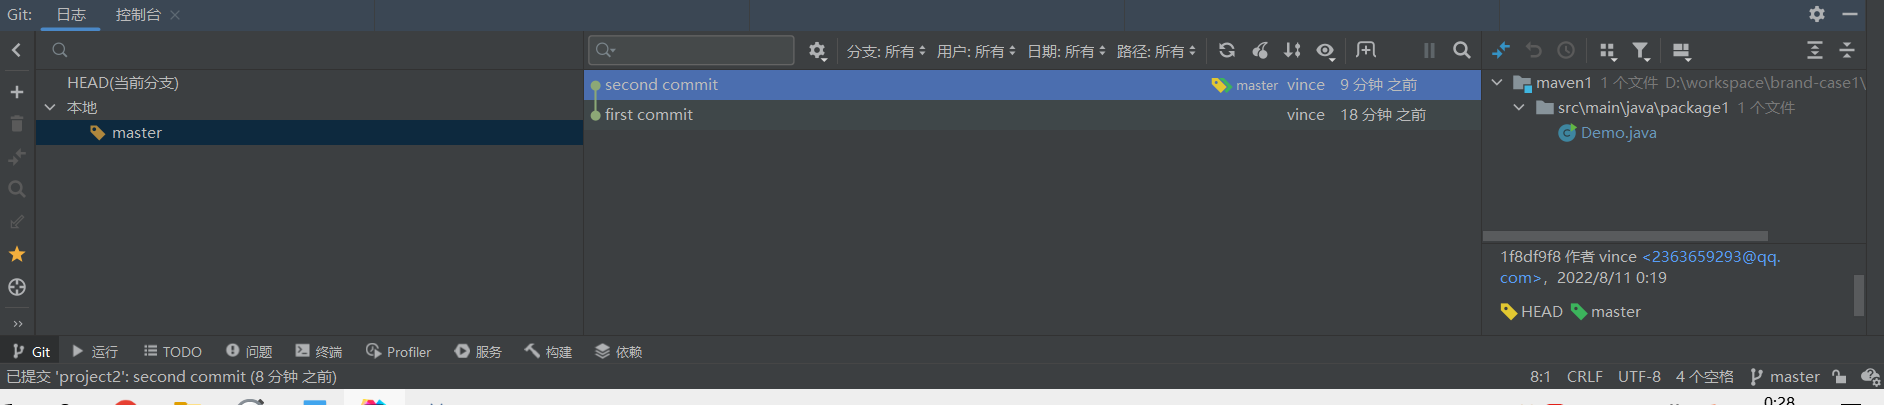 Git: 日志 控制台
分支: 所有 用户: 所有 日期: 所有 路径: 所有
HEAD(当前分支)
本地
master
second commit master vince 9 分钟 之前
first commit vince 18 分钟 之前
maven1 1 个文件 D:\workspace\brand-case1\
src\main\java\package1 1 个文件
Demo.java
1f8df9f8 作者 vince <2363659293@qq.
com>, 2022/8/11 0:19
HEAD master
Git 运行 TODO 问题 终端 Profiler 服务 构建 依赖
已提交 'project2': second commit (8 分钟 之前) 8:1 CRLF UTF-8 4 个空格 master
0:28